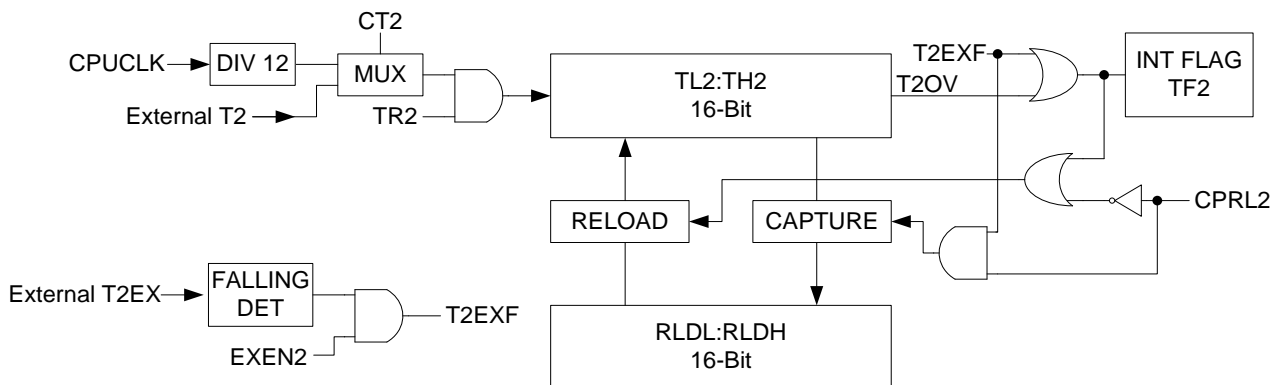 CT2
CPUCLK
DIV 12
MUX
External T2
TR2
TL2:TH2
16-Bit
T2EXF
T2OV
INT FLAG
TF2
RELOAD
CAPTURE
CPRL2
External T2EX
FALLING
DET
EXEN2
T2EXF
RLDL:RLDH
16-Bit